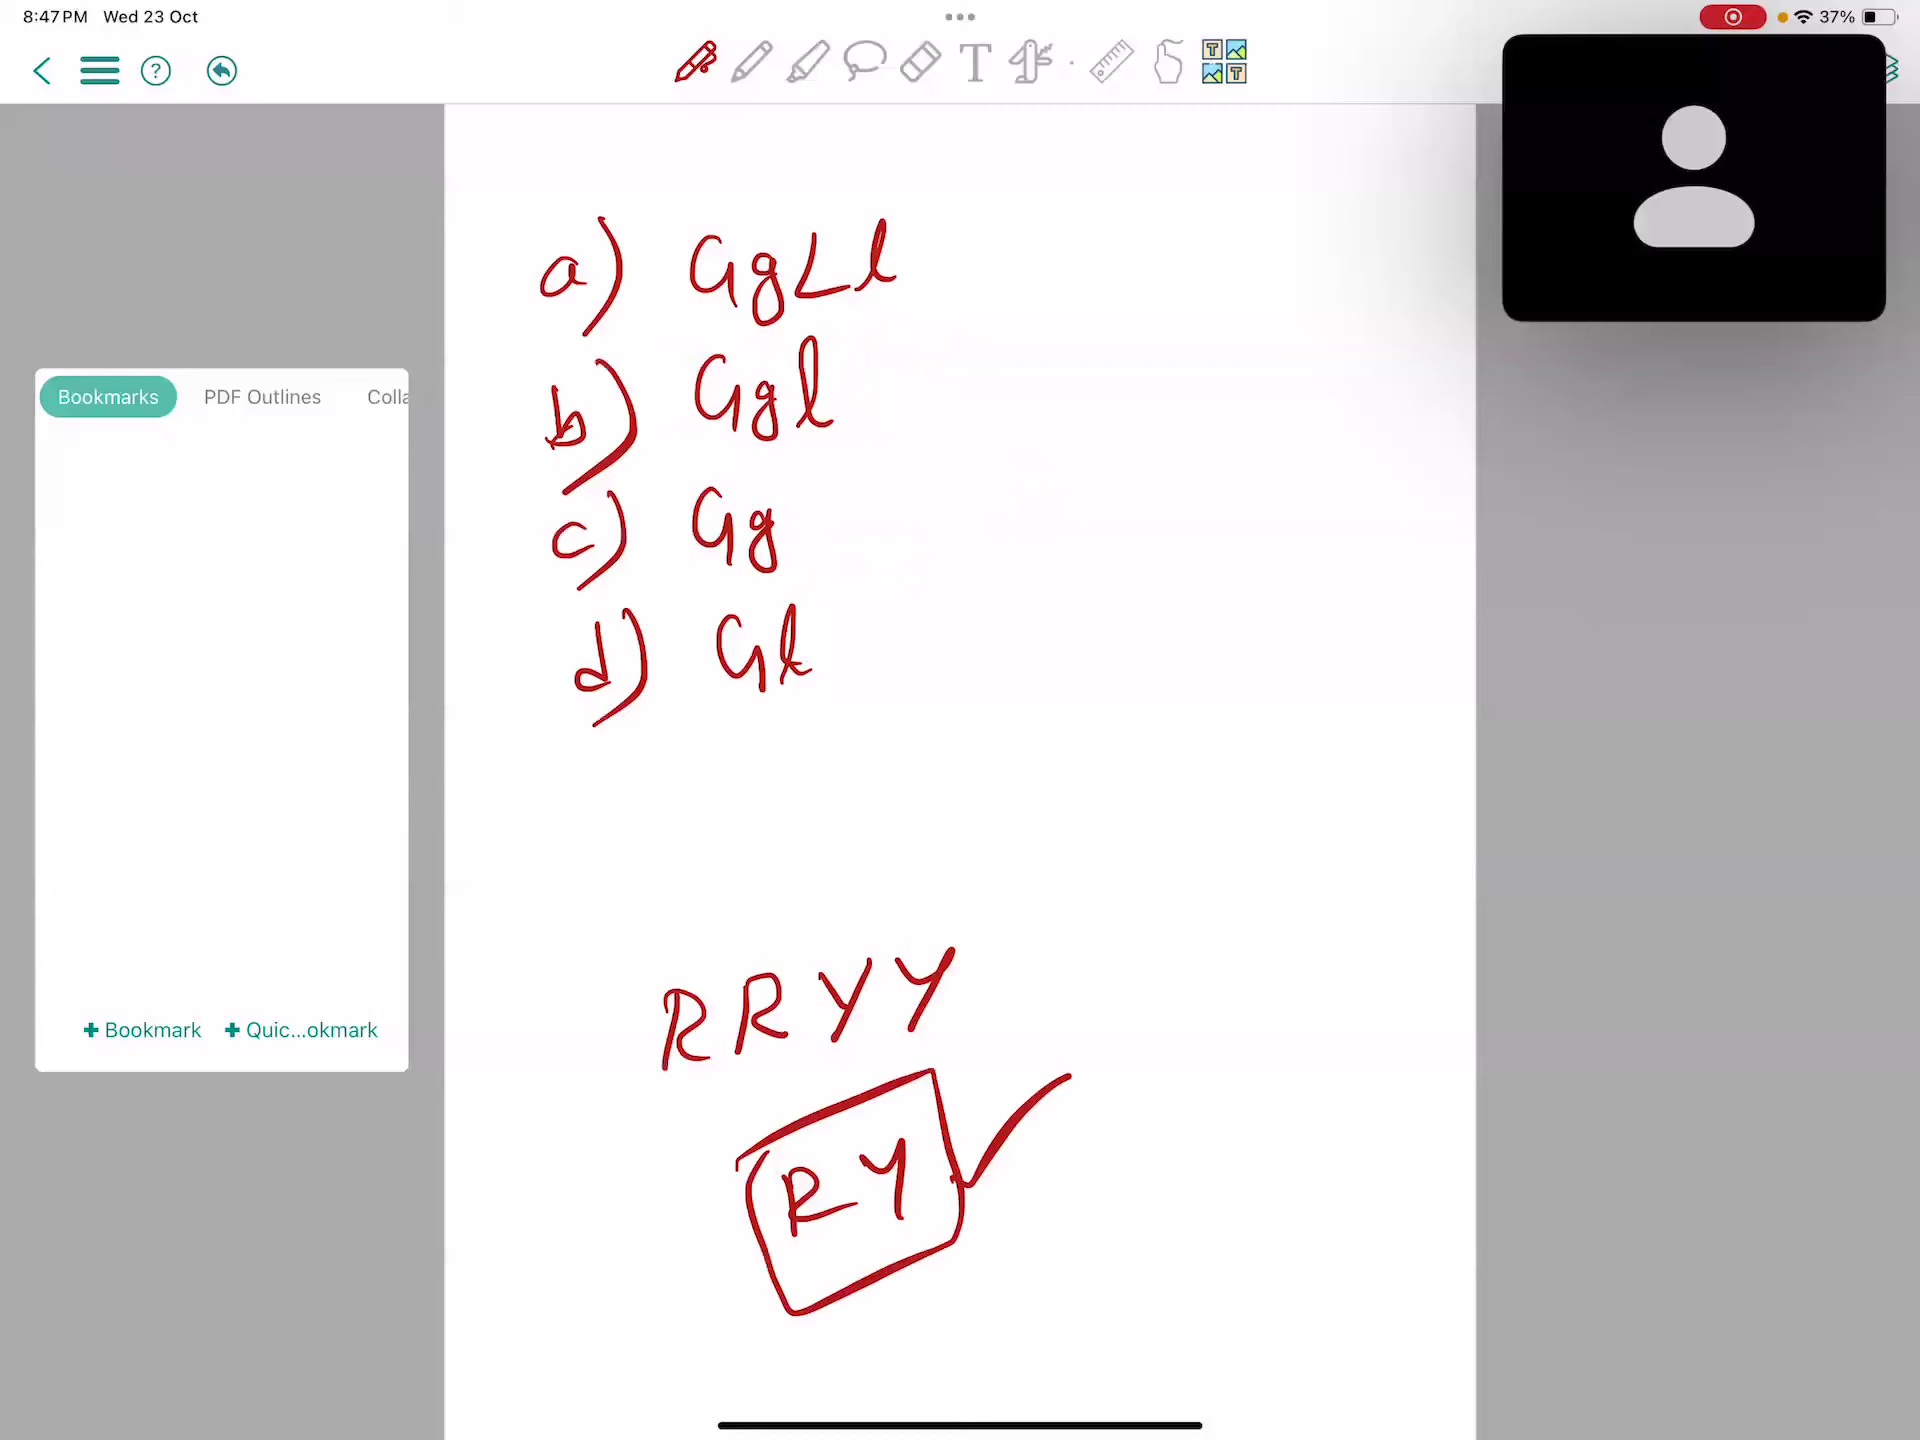 8:47 PM Wed 23 Oct
37%
T
T
T
?
Bookmarks PDF Outlines Colla
+ Bookmark + Quic...okmark
a) GgLl
b) Ggl
c) Gg
d) Gl
RRYY
RY